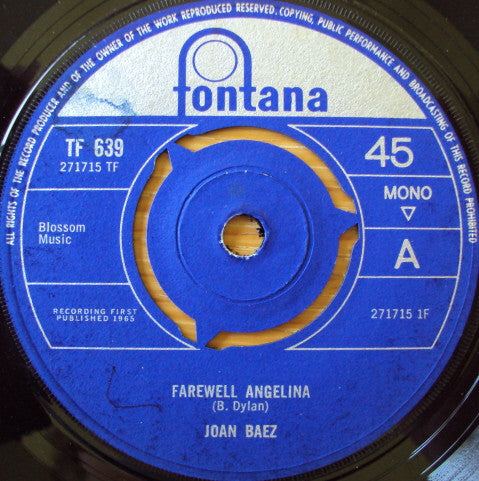 ALL RIGHTS OF THE RECORD PRODUCER AND OF THE OWNER OF THE WORK REPRODUCED RESERVED. COPYING, PUBLIC PERFORMANCE AND BROADCASTING OF THIS RECORD PROHIBITED
fontana
TF 639
271715 TF
45
MONO
A
Blossom
Music
RECORDING FIRST
PUBLISHED 1965
271715 1F
FAREWELL ANGELINA
(B. Dylan)
JOAN BAEZ